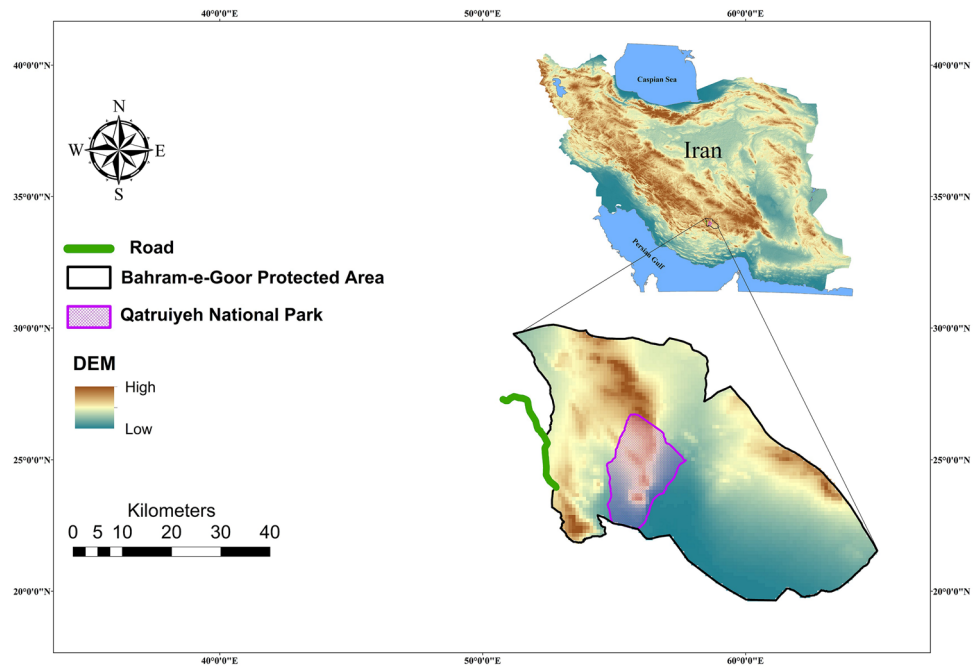 40°0'0"E 50°0'0"E 60°0'0"E
40°0'0"N 40°0'0"N
Caspian Sea
N
W E
S
Iran
35°0'0"N 35°0'0"N
Persian Gulf
Road
Bahram-e-Goor Protected Area
Qatruiyeh National Park
30°0'0"N 30°0'0"N
DEM
High
Low
25°0'0"N 25°0'0"N
Kilometers
0 5 10 20 30 40
20°0'0"N 20°0'0"N
40°0'0"E 50°0'0"E 60°0'0"E